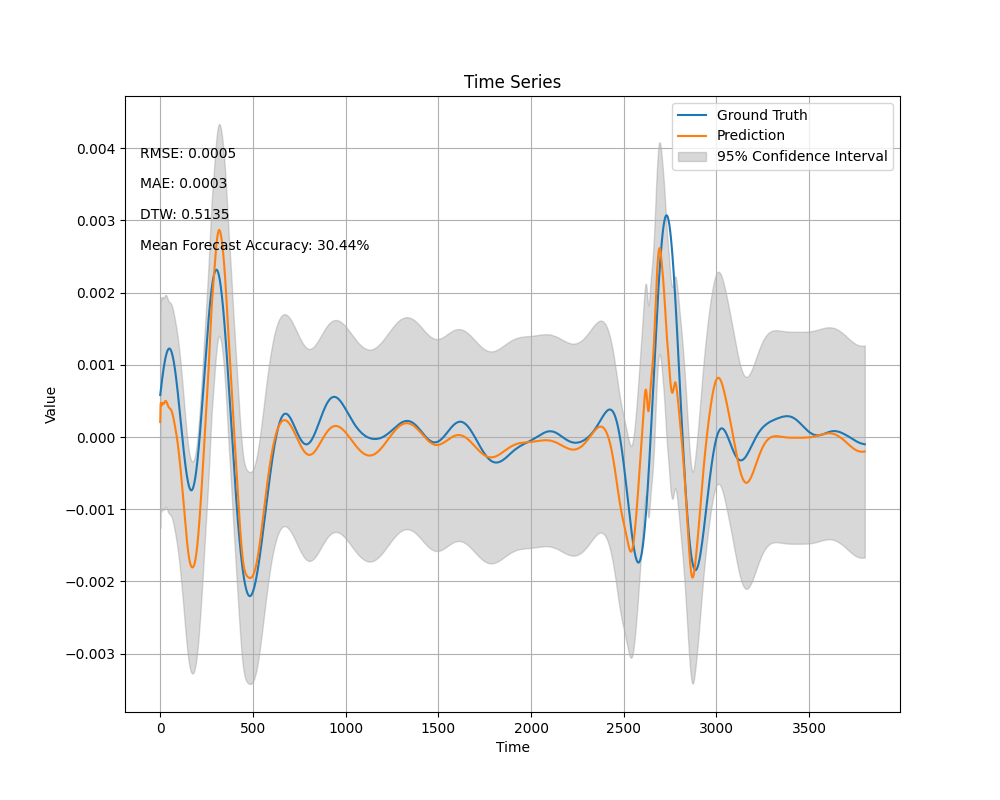 Time Series
Ground Truth
Prediction
95% Confidence Interval
RMSE: 0.0005
MAE: 0.0003
DTW: 0.5135
Mean Forecast Accuracy: 30.44%
0.004
0.003
0.002
0.001
0.000
−0.001
−0.002
−0.003
Value
0 500 1000 1500 2000 2500 3000 3500
Time